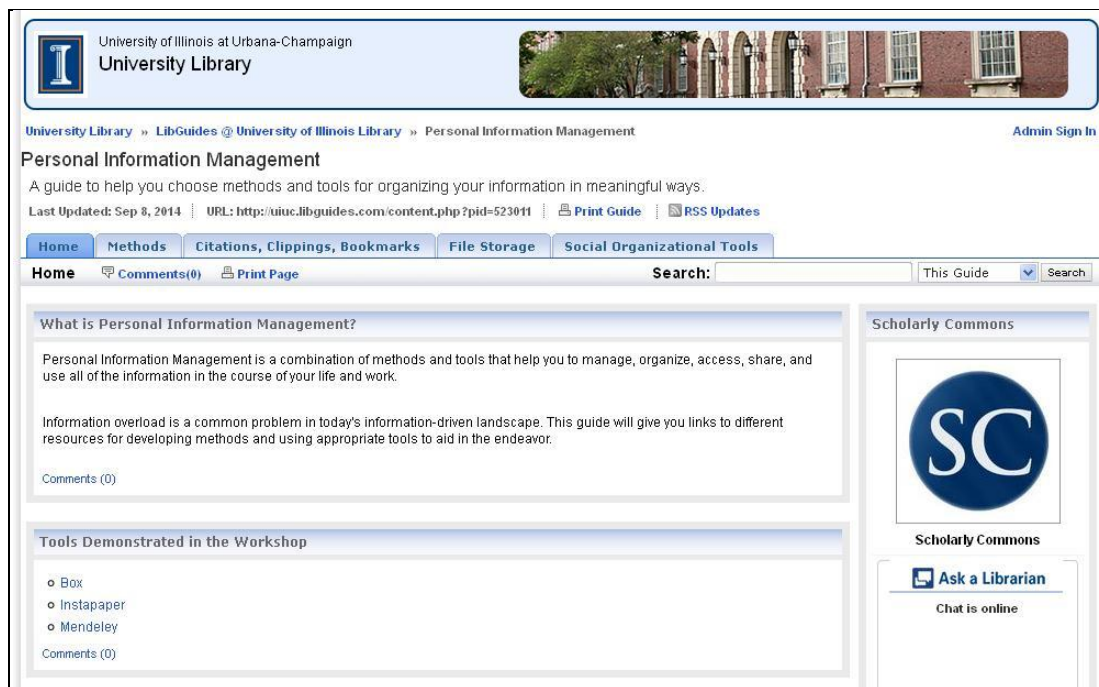 University of Illinois at Urbana-Champaign
University Library
University Library » LibGuides @ University of Illinois Library » Personal Information Management
Admin Sign In
Personal Information Management
A guide to help you choose methods and tools for organizing your information in meaningful ways.
Last Updated: Sep 8, 2014 URL: http://uiuc.libguides.com/content.php?pid=523011 Print Guide RSS Updates
Home Methods Citations, Clippings, Bookmarks File Storage Social Organizational Tools
Home Comments(0) Print Page Search: This Guide Search
What is Personal Information Management?
Personal Information Management is a combination of methods and tools that help you to manage, organize, access, share, and
use all of the information in the course of your life and work.
Information overload is a common problem in today's information-driven landscape. This guide will give you links to different
resources for developing methods and using appropriate tools to aid in the endeavor.
Comments (0)
Tools Demonstrated in the Workshop
Box
Instapaper
Mendeley
Comments (0)
Scholarly Commons
SC
Scholarly Commons
Ask a Librarian
Chat is online